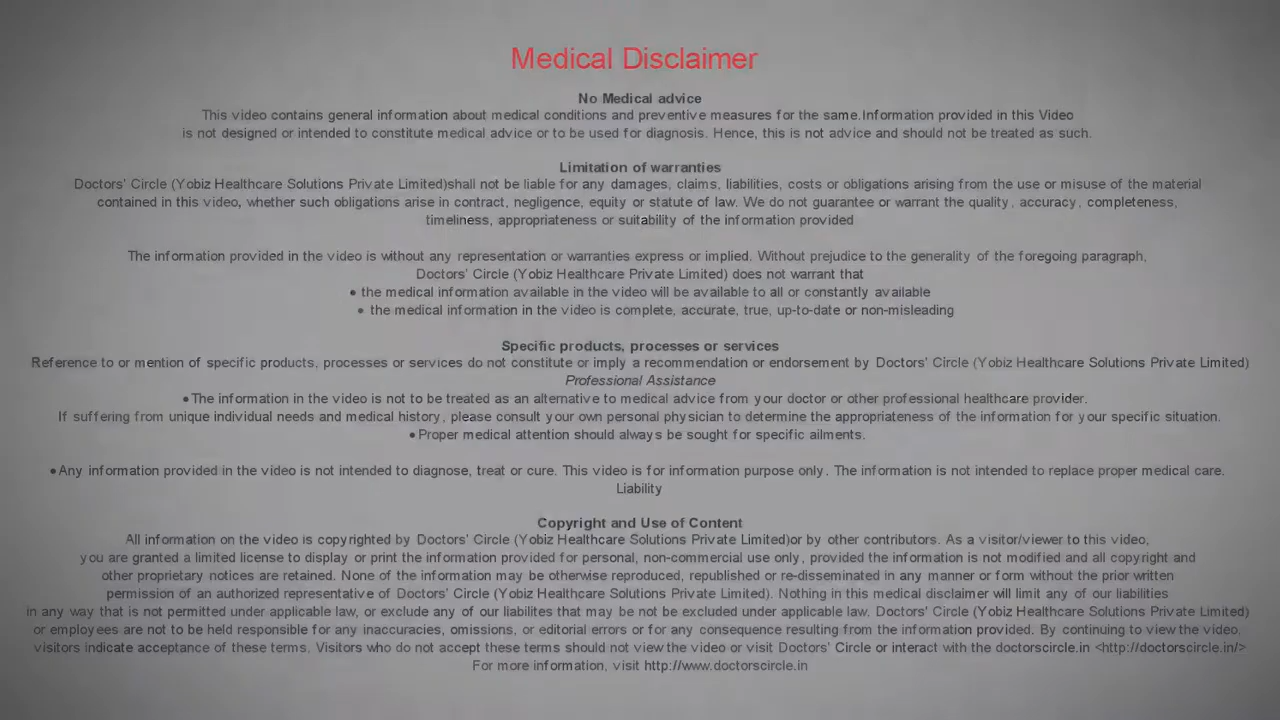 Medical Disclaimer
No Medical advice
This video contains general information about medical conditions and preventive measures for the same.Information provided in this Video
is not designed or intended to constitute medical advice or to be used for diagnosis. Hence, this is not advice and should not be treated as such.
Limitation of warranties
Doctors' Circle (Yobiz Healthcare Solutions Private Limited)shall not be liable for any damages, claims, liabilities, costs or obligations arising from the use or misuse of the material
contained in this video, whether such obligations arise in contract, negligence, equity or statute of law. We do not guarantee or warrant the quality, accuracy, completeness,
timeliness, appropriateness or suitability of the information provided
The information provided in the video is without any representation or warranties express or implied. Without prejudice to the generality of the foregoing paragraph,
Doctors' Circle (Yobiz Healthcare Private Limited) does not warrant that
• the medical information available in the video will be available to all or constantly available
• the medical information in the video is complete, accurate, true, up-to-date or non-misleading
Specific products, processes or services
Reference to or mention of specific products, processes or services do not constitute or imply a recommendation or endorsement by Doctors' Circle (Yobiz Healthcare Solutions Private Limited)
Professional Assistance
•The information in the video is not to be treated as an alternative to medical advice from your doctor or other professional healthcare provider.
If suffering from unique individual needs and medical history, please consult your own personal physician to determine the appropriateness of the information for your specific situation.
•Proper medical attention should always be sought for specific ailments.
•Any information provided in the video is not intended to diagnose, treat or cure. This video is for information purpose only. The information is not intended to replace proper medical care.
Liability
Copyright and Use of Content
All information on the video is copyrighted by Doctors' Circle (Yobiz Healthcare Solutions Private Limited)or by other contributors. As a visitor/viewer to this video,
you are granted a limited license to display or print the information provided for personal, non-commercial use only, provided the information is not modified and all copyright and
other proprietary notices are retained. None of the information may be otherwise reproduced, republished or re-disseminated in any manner or form without the prior written
permission of an authorized representative of Doctors' Circle (Yobiz Healthcare Solutions Private Limited). Nothing in this medical disclaimer will limit any of our liabilities
in any way that is not permitted under applicable law, or exclude any of our liabilites that may be not be excluded under applicable law. Doctors' Circle (Yobiz Healthcare Solutions Private Limited)
or employees are not to be held responsible for any inaccuracies, omissions, or editorial errors or for any consequence resulting from the information provided. By continuing to view the video,
visitors indicate acceptance of these terms. Visitors who do not accept these terms should not view the video or visit Doctors' Circle or interact with the doctorscircle.in <http://doctorscircle.in/>
For more information, visit http://www.doctorscircle.in